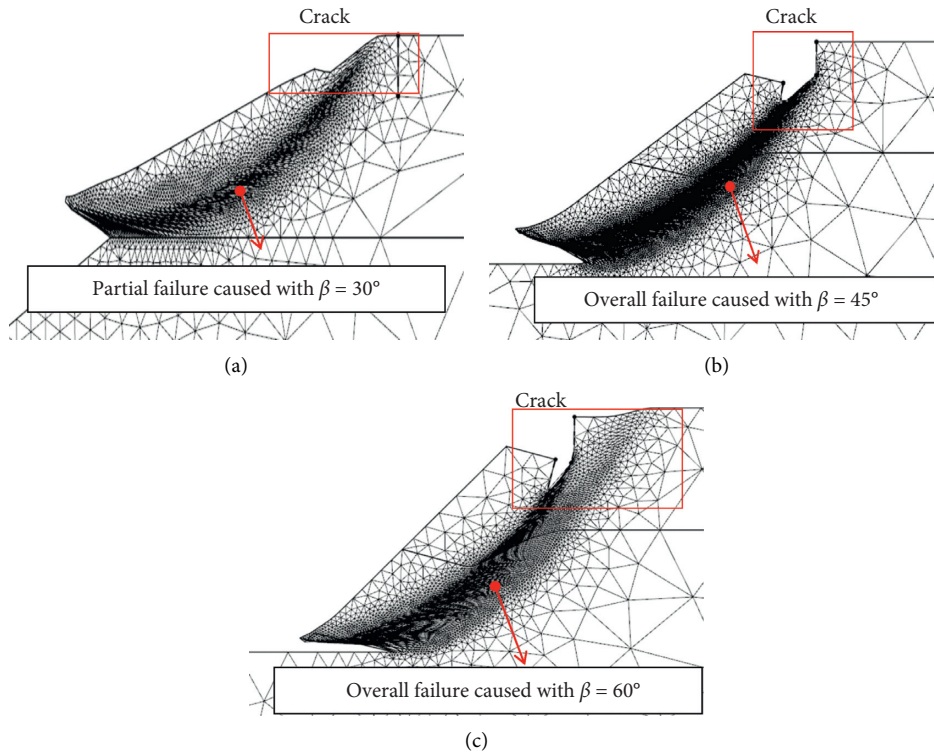 Crack
Crack
Partial failure caused with β = 30°
Overall failure caused with β = 45°
(a)
(b)
Crack
Overall failure caused with β = 60°
(c)